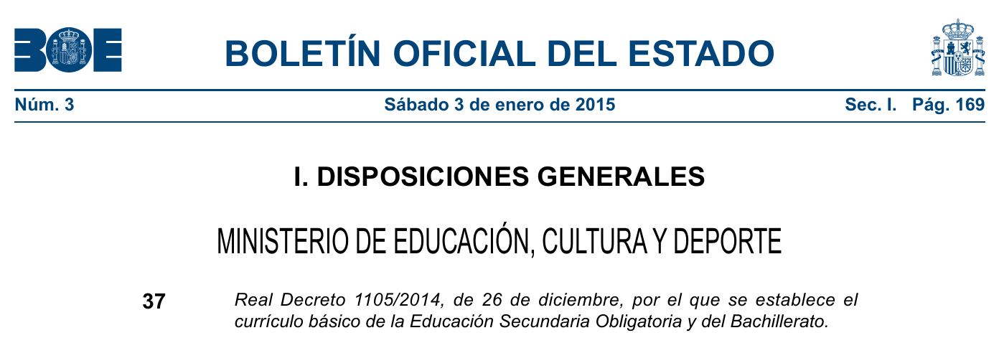 BOE
BOLETÍN OFICIAL DEL ESTADO
Núm. 3 Sábado 3 de enero de 2015 Sec. I. Pág. 169
I. DISPOSICIONES GENERALES
MINISTERIO DE EDUCACIÓN, CULTURA Y DEPORTE
37 Real Decreto 1105/2014, de 26 de diciembre, por el que se establece el
currículo básico de la Educación Secundaria Obligatoria y del Bachillerato.